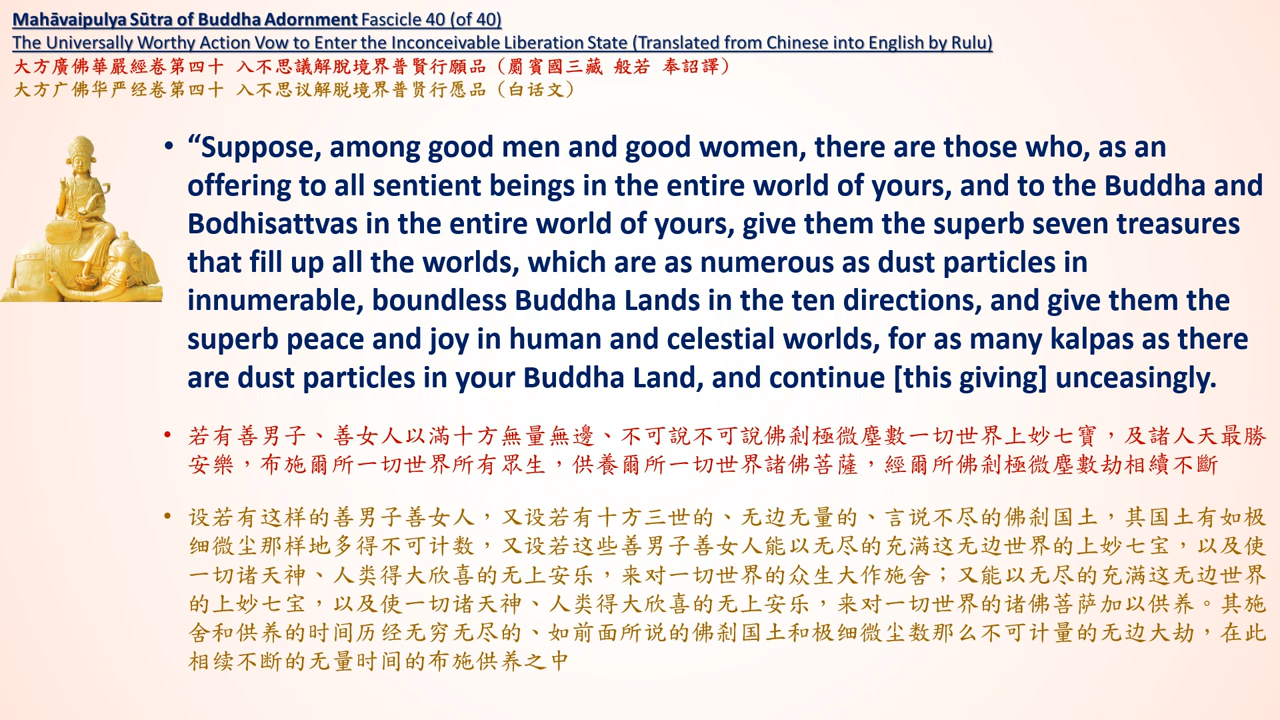 Mahāvaipulya Sūtra of Buddha Adornment Fascicle 40 (of 40)
The Universally Worthy Action Vow to Enter the Inconceivable Liberation State (Translated from Chinese into English by Rulu)
大方廣佛華嚴經卷第四十 入不思議解脫境界普賢行願品（罽賓國三藏 般若 奉詔譯）
大方广佛华严经卷第四十 入不思议解脱境界普贤行愿品（白话文）
• “Suppose, among good men and good women, there are those who, as an
offering to all sentient beings in the entire world of yours, and to the Buddha and
Bodhisattvas in the entire world of yours, give them the superb seven treasures
that fill up all the worlds, which are as numerous as dust particles in
innumerable, boundless Buddha Lands in the ten directions, and give them the
superb peace and joy in human and celestial worlds, for as many kalpas as there
are dust particles in your Buddha Land, and continue [this giving] unceasingly.
• 若有善男子、善女人以滿十方無量無邊、不可說不可說佛剎極微塵數一切世界上妙七寶，及諸人天最勝
安樂，布施爾所一切世界所有眾生，供養爾所一切世界諸佛菩薩，經爾所佛剎極微塵數劫相續不斷
• 设若有这样的善男子善女人，又设若有十方三世的、无边无量的、言说不尽的佛刹国土，其国土有如极
细微尘那样地多得不可计数，又设若这些善男子善女人能以无尽的充满这无边世界的上妙七宝，以及使
一切诸天神、人类得大欣喜的无上安乐，来对一切世界的众生大作施舍；又能以无尽的充满这无边世界
的上妙七宝，以及使一切诸天神、人类得大欣喜的无上安乐，来对一切世界的诸佛菩萨加以供养。其施
舍和供养的时间历经无穷无尽的、如前面所说的佛刹国土和极细微尘数那么不可计量的无边大劫，在此
相续不断的无量时间的布施供养之中